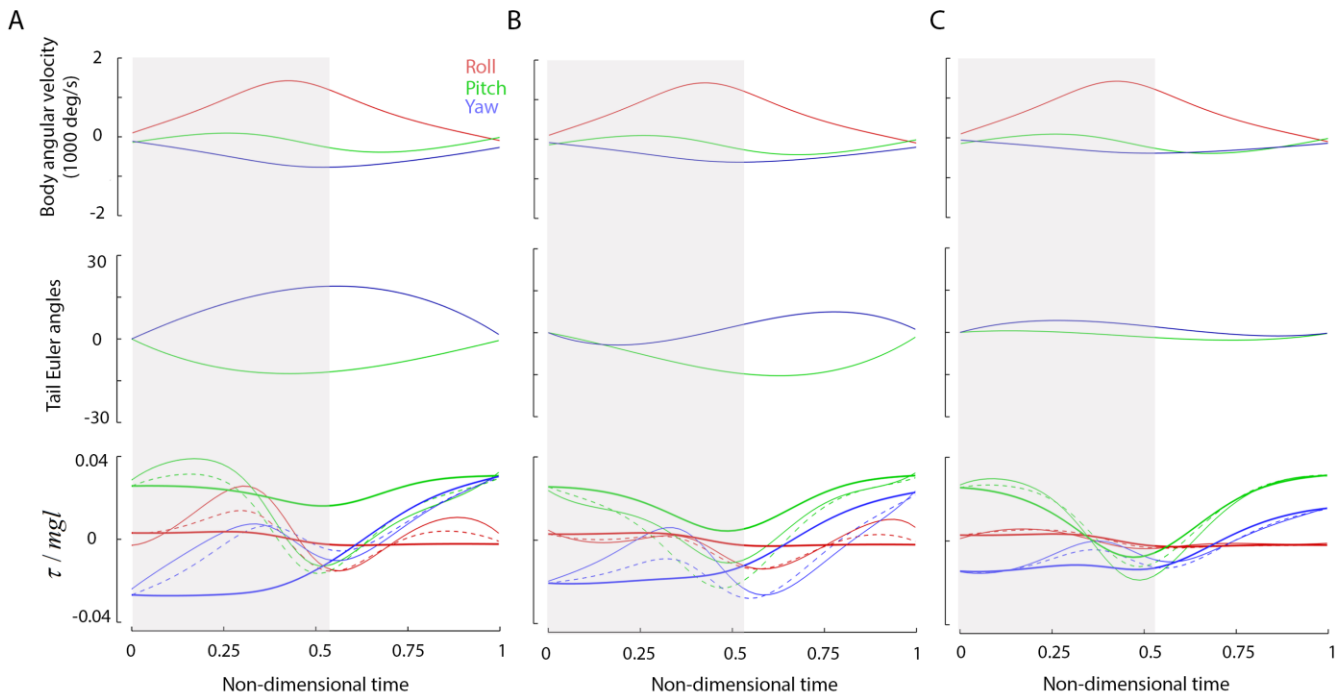 A
B
C
Body angular velocity
(1000 deg/s)
2
0
-2
Roll
Pitch
Yaw
Tail Euler angles
30
0
-30
τ / mgl
0.04
0
-0.04
0 0.25 0.5 0.75 1
0 0.25 0.5 0.75 1
0 0.25 0.5 0.75 1
Non-dimensional time
Non-dimensional time
Non-dimensional time